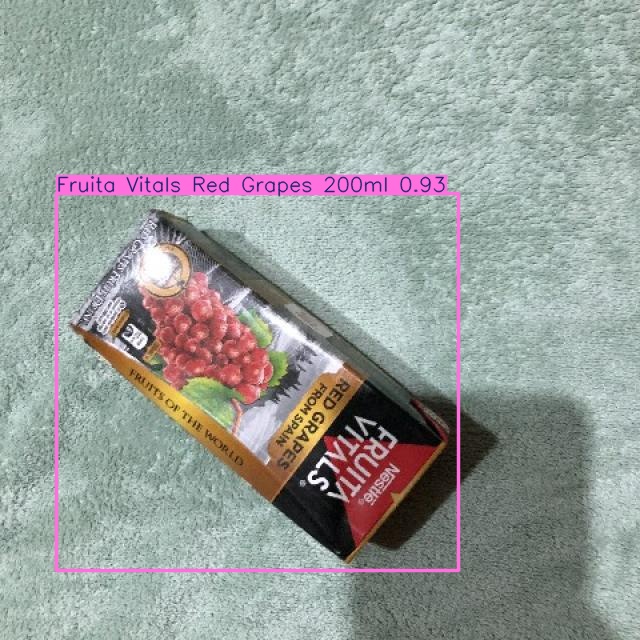 Fruita Vitals Red Grapes 200ml 0.93
FRUITS OF THE WORLD
RED GRAPES
FROM SPAIN
Nestlé®
FRUITA
VITALS®